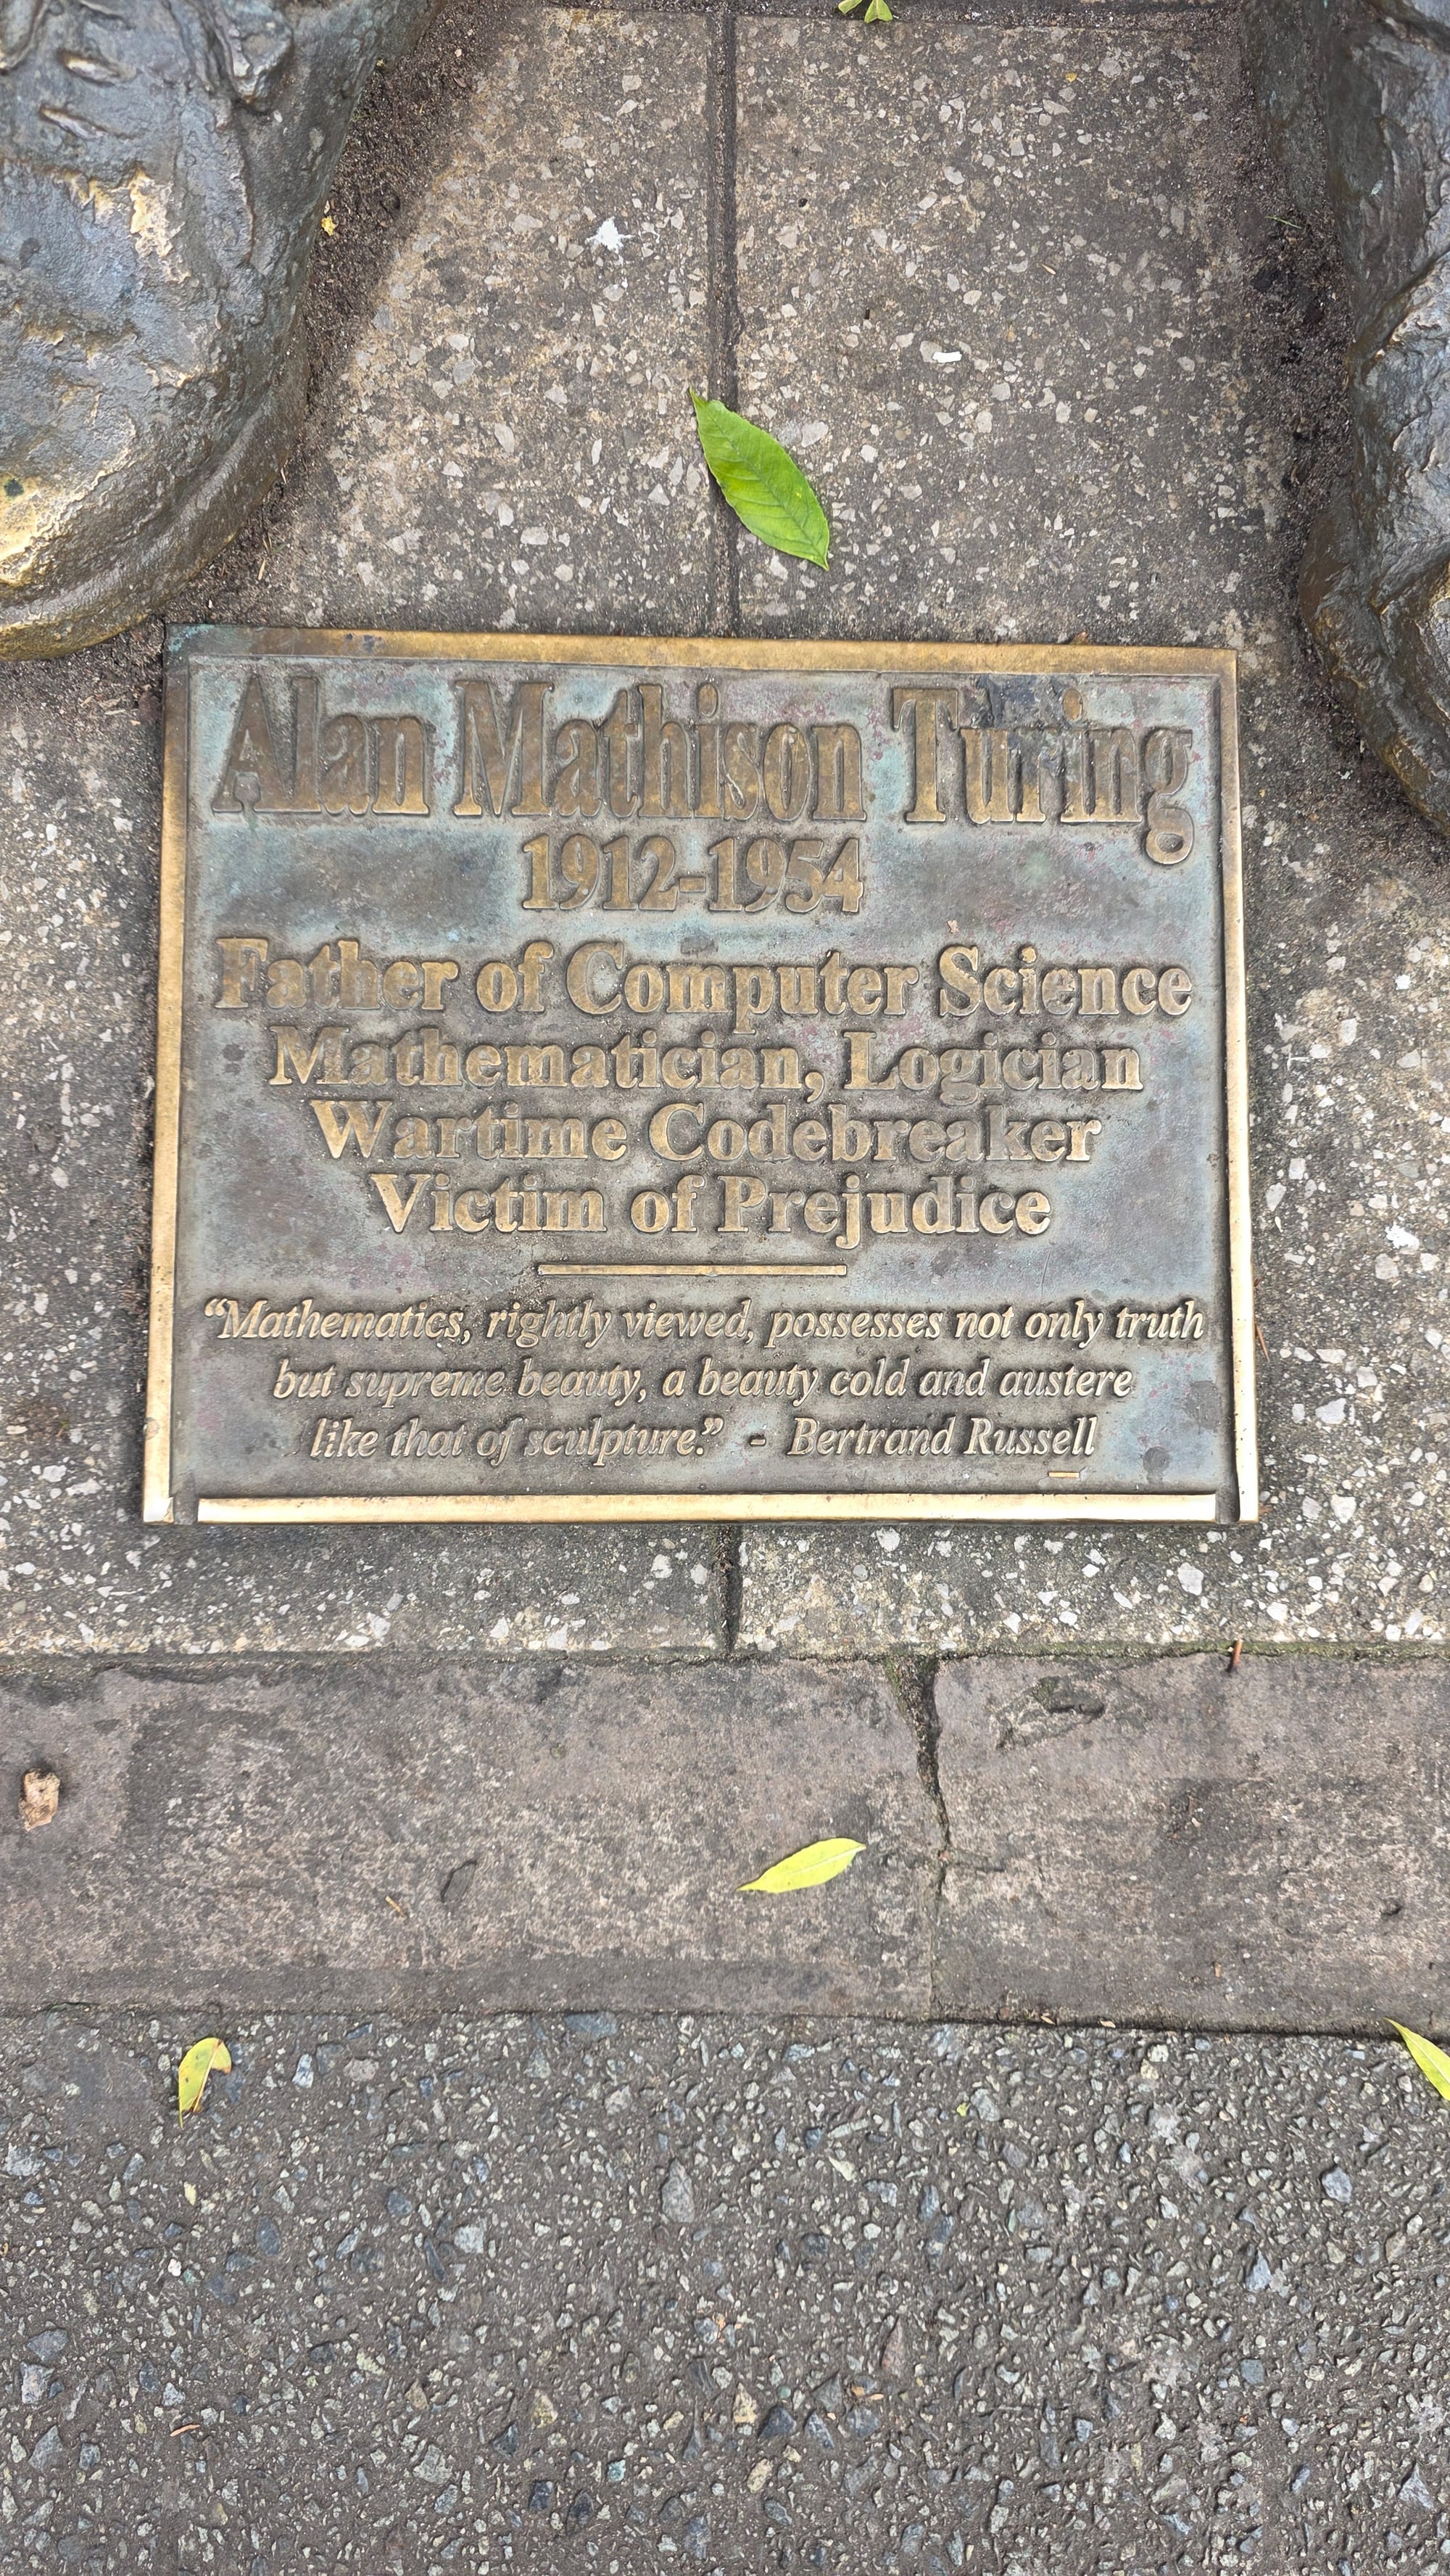 Alan Mathison Turing
1912-1954
Father of Computer Science
Mathematician, Logician
Wartime Codebreaker
Victim of Prejudice
“Mathematics, rightly viewed, possesses not only truth
but supreme beauty, a beauty cold and austere
like that of sculpture.” - Bertrand Russell